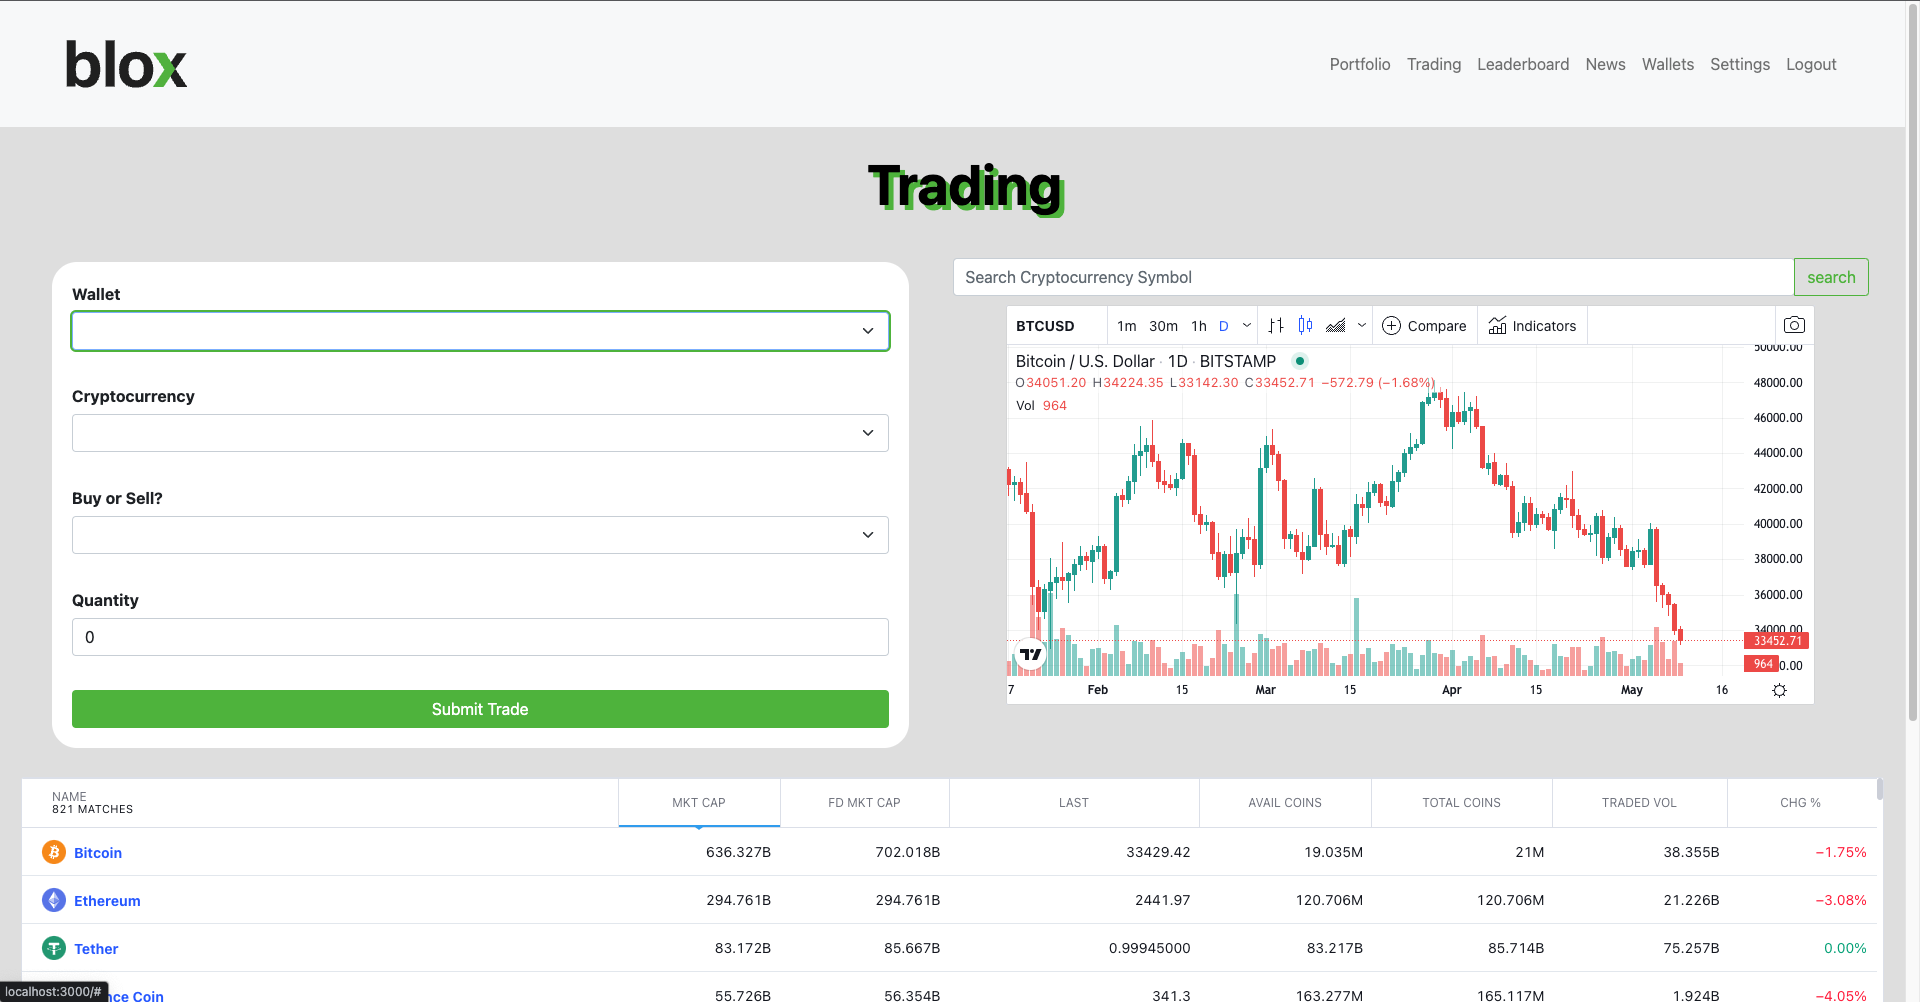 blox
Portfolio Trading Leaderboard News Wallets Settings Logout
Trading
Wallet
Cryptocurrency
Buy or Sell?
Quantity
0
Submit Trade
Search Cryptocurrency Symbol search
BTCUSD 1m 30m 1h D Compare Indicators
Bitcoin / U.S. Dollar · 1D · BITSTAMP
O34051.20 H34224.35 L33142.30 C33452.71 −572.79 (−1.68%)
Vol 964
50000.00
48000.00
46000.00
44000.00
42000.00
40000.00
38000.00
36000.00
34000.00
33452.71
964
0.00
7 Feb 15 Mar 15 Apr 15 May 16
NAME
821 MATCHES
MKT CAP FD MKT CAP LAST AVAIL COINS TOTAL COINS TRADED VOL CHG %
Bitcoin 636.327B 702.018B 33429.42 19.035M 21M 38.355B −1.75%
Ethereum 294.761B 294.761B 2441.97 120.706M 120.706M 21.226B −3.08%
Tether 83.172B 85.667B 0.99945000 83.217B 85.714B 75.257B 0.00%
nce Coin 55.726B 56.354B 341.3 163.277M 165.117M 1.924B −4.05%
localhost:3000/#